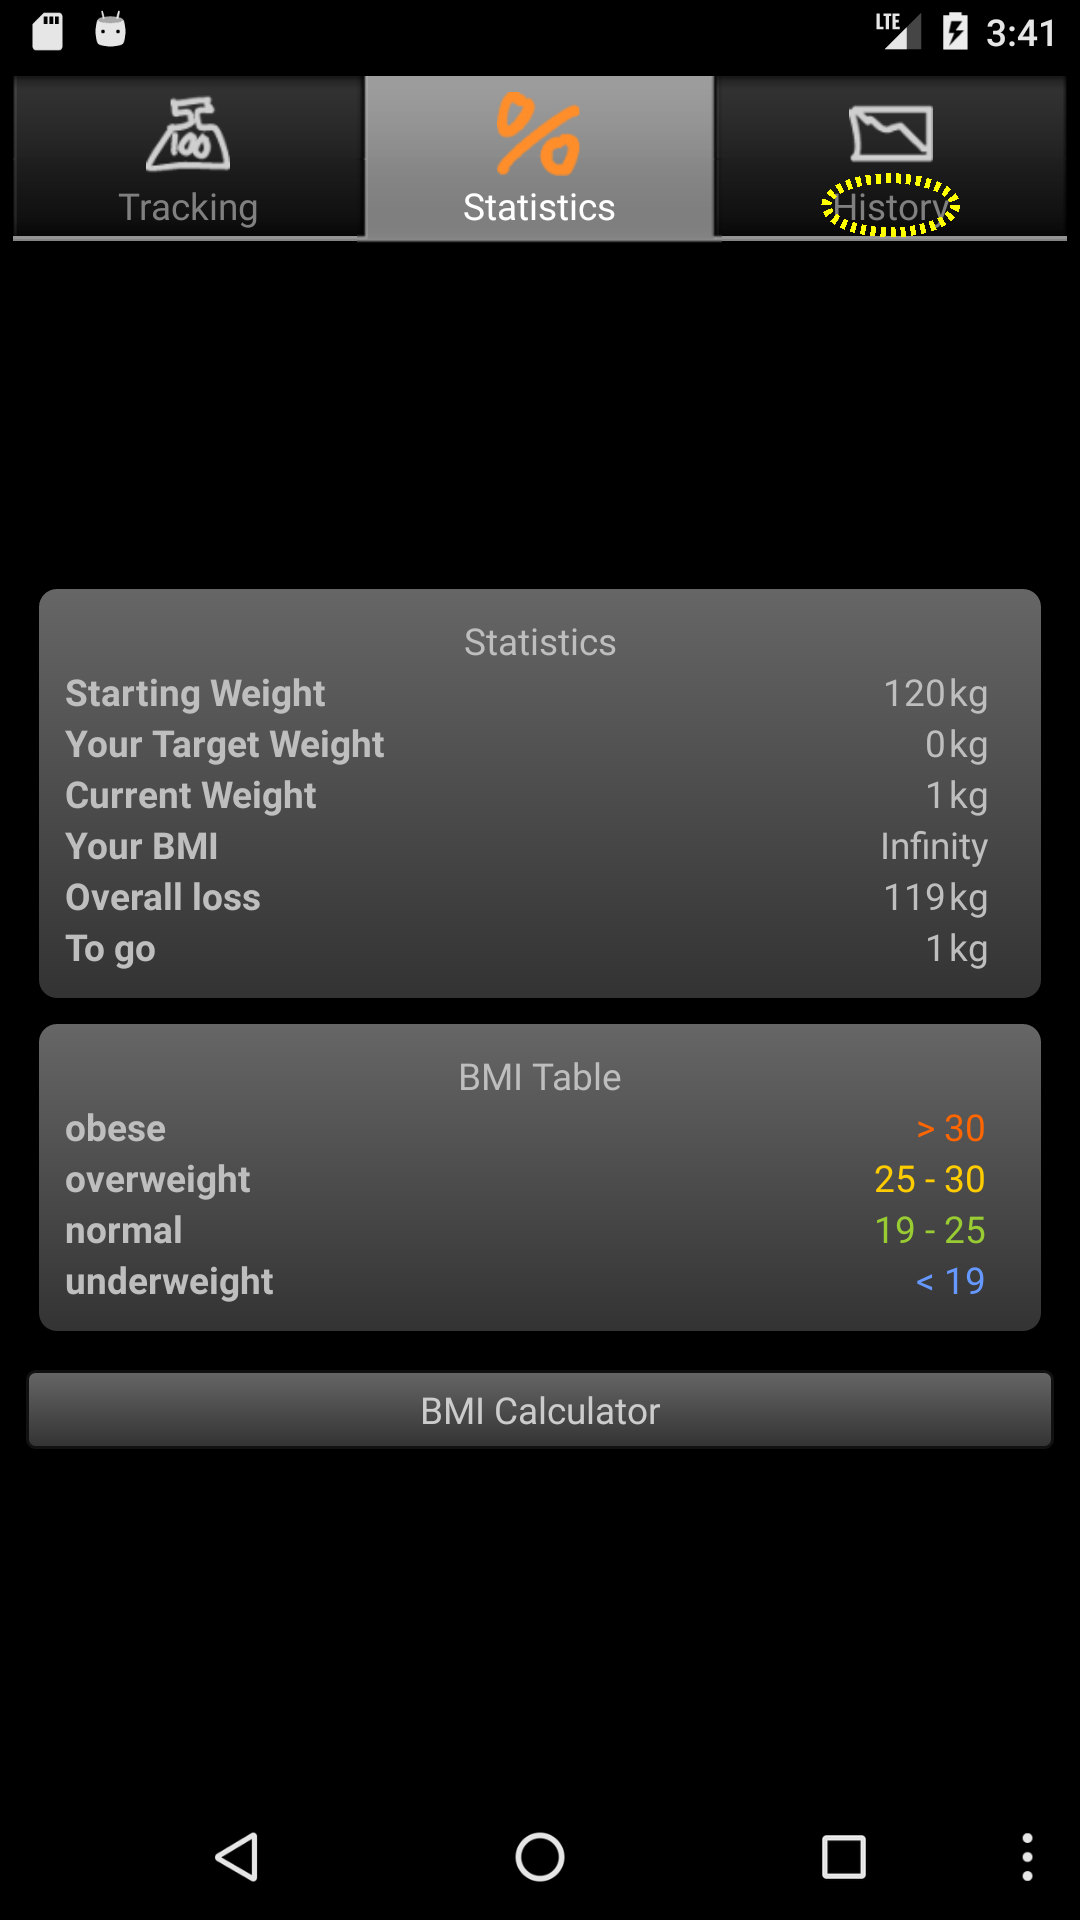 LTE 3:41
100
Tracking
%
Statistics
History
Statistics
Starting Weight 120kg
Your Target Weight 0kg
Current Weight 1kg
Your BMI Infinity
Overall loss 119kg
To go 1kg
BMI Table
obese > 30
overweight 25 - 30
normal 19 - 25
underweight < 19
BMI Calculator